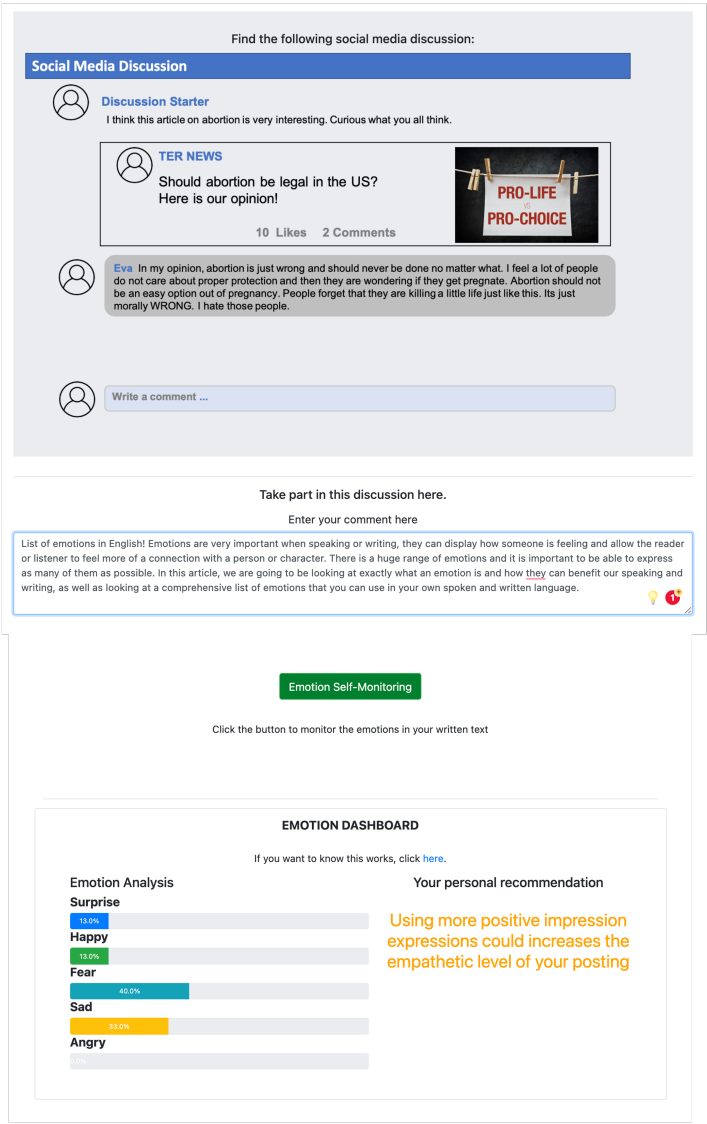 Find the following social media discussion:
Social Media Discussion
Discussion Starter
I think this article on abortion is very interesting. Curious what you all think.
TER NEWS
Should abortion be legal in the US?
Here is our opinion!
10 Likes 2 Comments
PRO-LIFE
VS
PRO-CHOICE
Eva In my opinion, abortion is just wrong and should never be done no matter what. I feel a lot of people
do not care about proper protection and then they are wondering if they get pregnate. Abortion should not
be an easy option out of pregnancy. People forget that they are killing a little life just like this. Its just
morally WRONG. I hate those people.
Write a comment ...
Take part in this discussion here.
Enter your comment here
List of emotions in English! Emotions are very important when speaking or writing, they can display how someone is feeling and allow the reader
or listener to feel more of a connection with a person or character. There is a huge range of emotions and it is important to be able to express
as many of them as possible. In this article, we are going to be looking at exactly what an emotion is and how they can benefit our speaking and
writing, as well as looking at a comprehensive list of emotions that you can use in your own spoken and written language.
1
Emotion Self-Monitoring
Click the button to monitor the emotions in your written text
EMOTION DASHBOARD
If you want to know this works, click here.
Emotion Analysis
Surprise
13.0%
Happy
13.0%
Fear
40.0%
Sad
33.0%
Angry
0.0%
Your personal recommendation
Using more positive impression
expressions could increases the
empathetic level of your posting